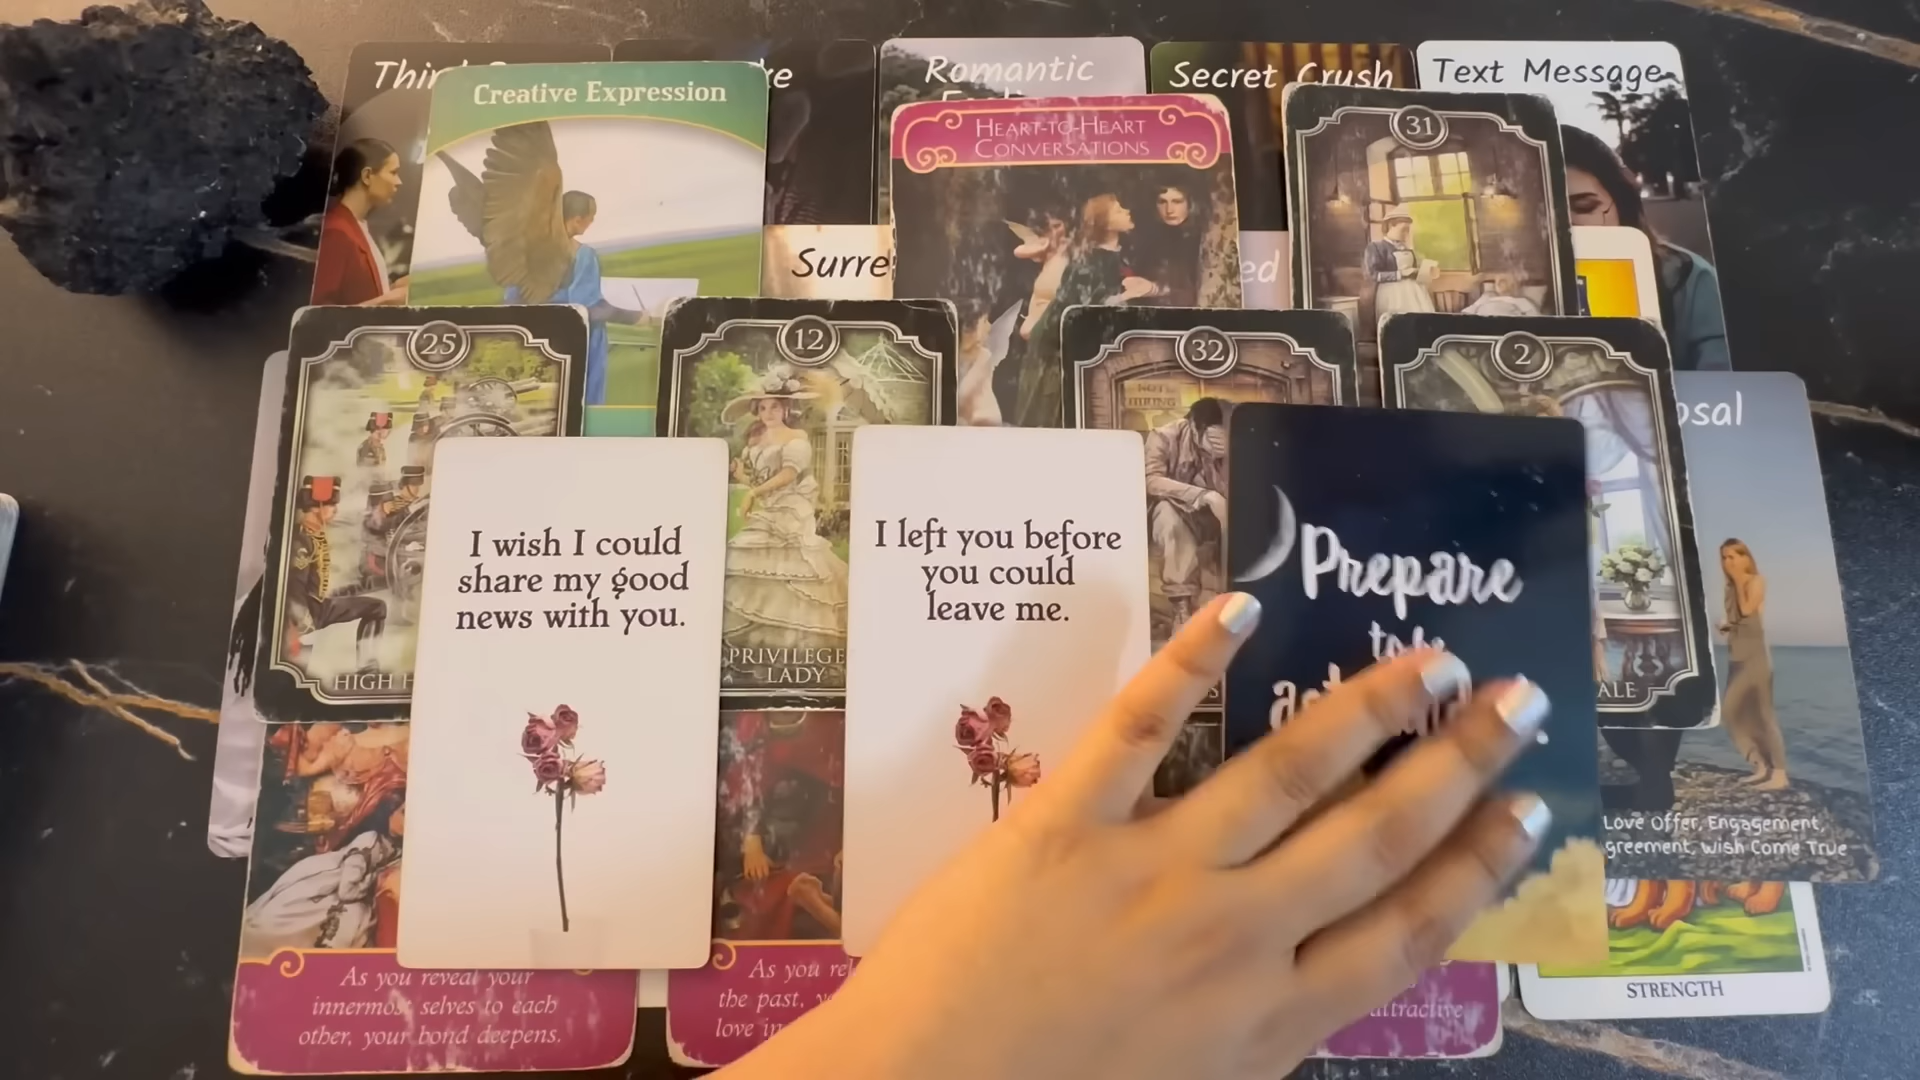 Creative Expression
Romantic
Secret Crush
Text Message
HEART-TO-HEART
CONVERSATIONS
31
25
12
32
2
I wish I could
share my good
news with you.
I left you before
you could
leave me.
Prepare
PRIVILEGE
LADY
HIGH
Love Offer, Engagement,
greement, Wish Come True
As you reveal your
innermost selves to each
other, your bond deepens.
As you
the past,
love in
attractive
STRENGTH